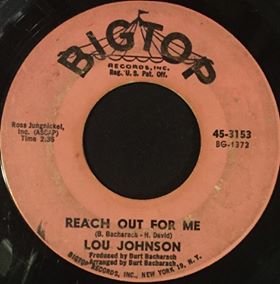 BIGTOP
RECORDS, INC.
Reg. U. S. Pat. Off.
Ross Jungnickel,
Inc. (ASCAP)
Time 2:35
45-3153
BG-1372
REACH OUT FOR ME
(B. Bacharach - H. David)
LOU JOHNSON
Produced by Burt Bacharach
Arranged by Burt Bacharach
BIGTOP RECORDS, INC., NEW YORK 19, N. Y.